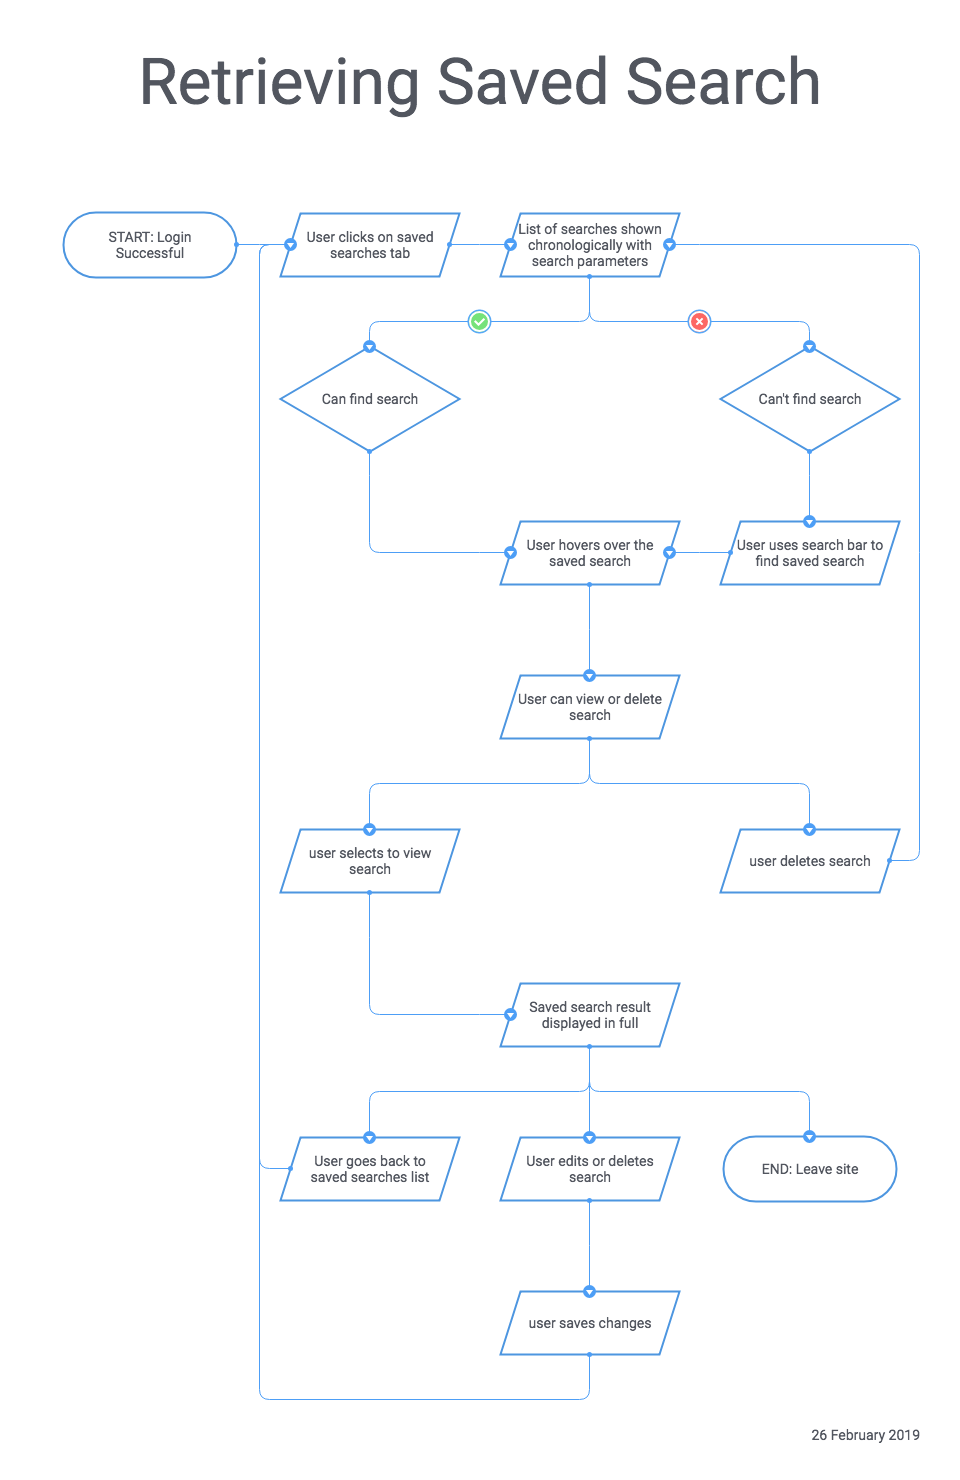 Retrieving Saved Search
START: Login
Successful
User clicks on saved
searches tab
List of searches shown
chronologically with
search parameters
Can find search
Can't find search
User hovers over the
saved search
User uses search bar to
find saved search
User can view or delete
search
user selects to view
search
user deletes search
Saved search result
displayed in full
User goes back to
saved searches list
User edits or deletes
search
END: Leave site
user saves changes
26 February 2019